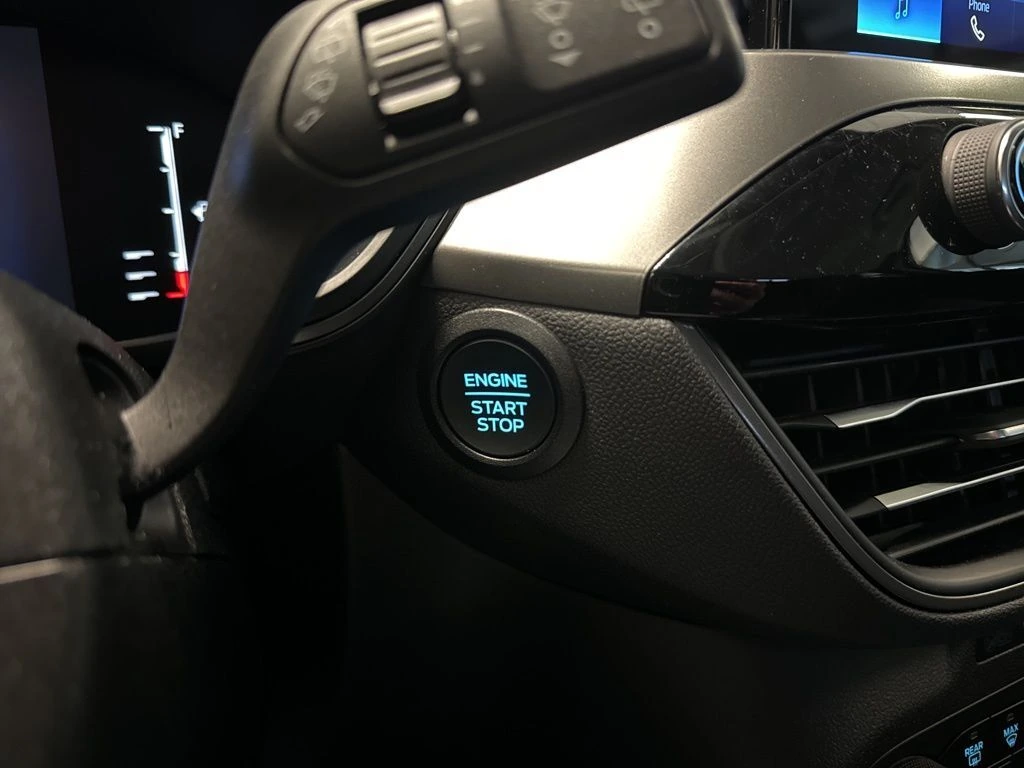 Phone
F
ENGINE
START
STOP
REAR
MAX